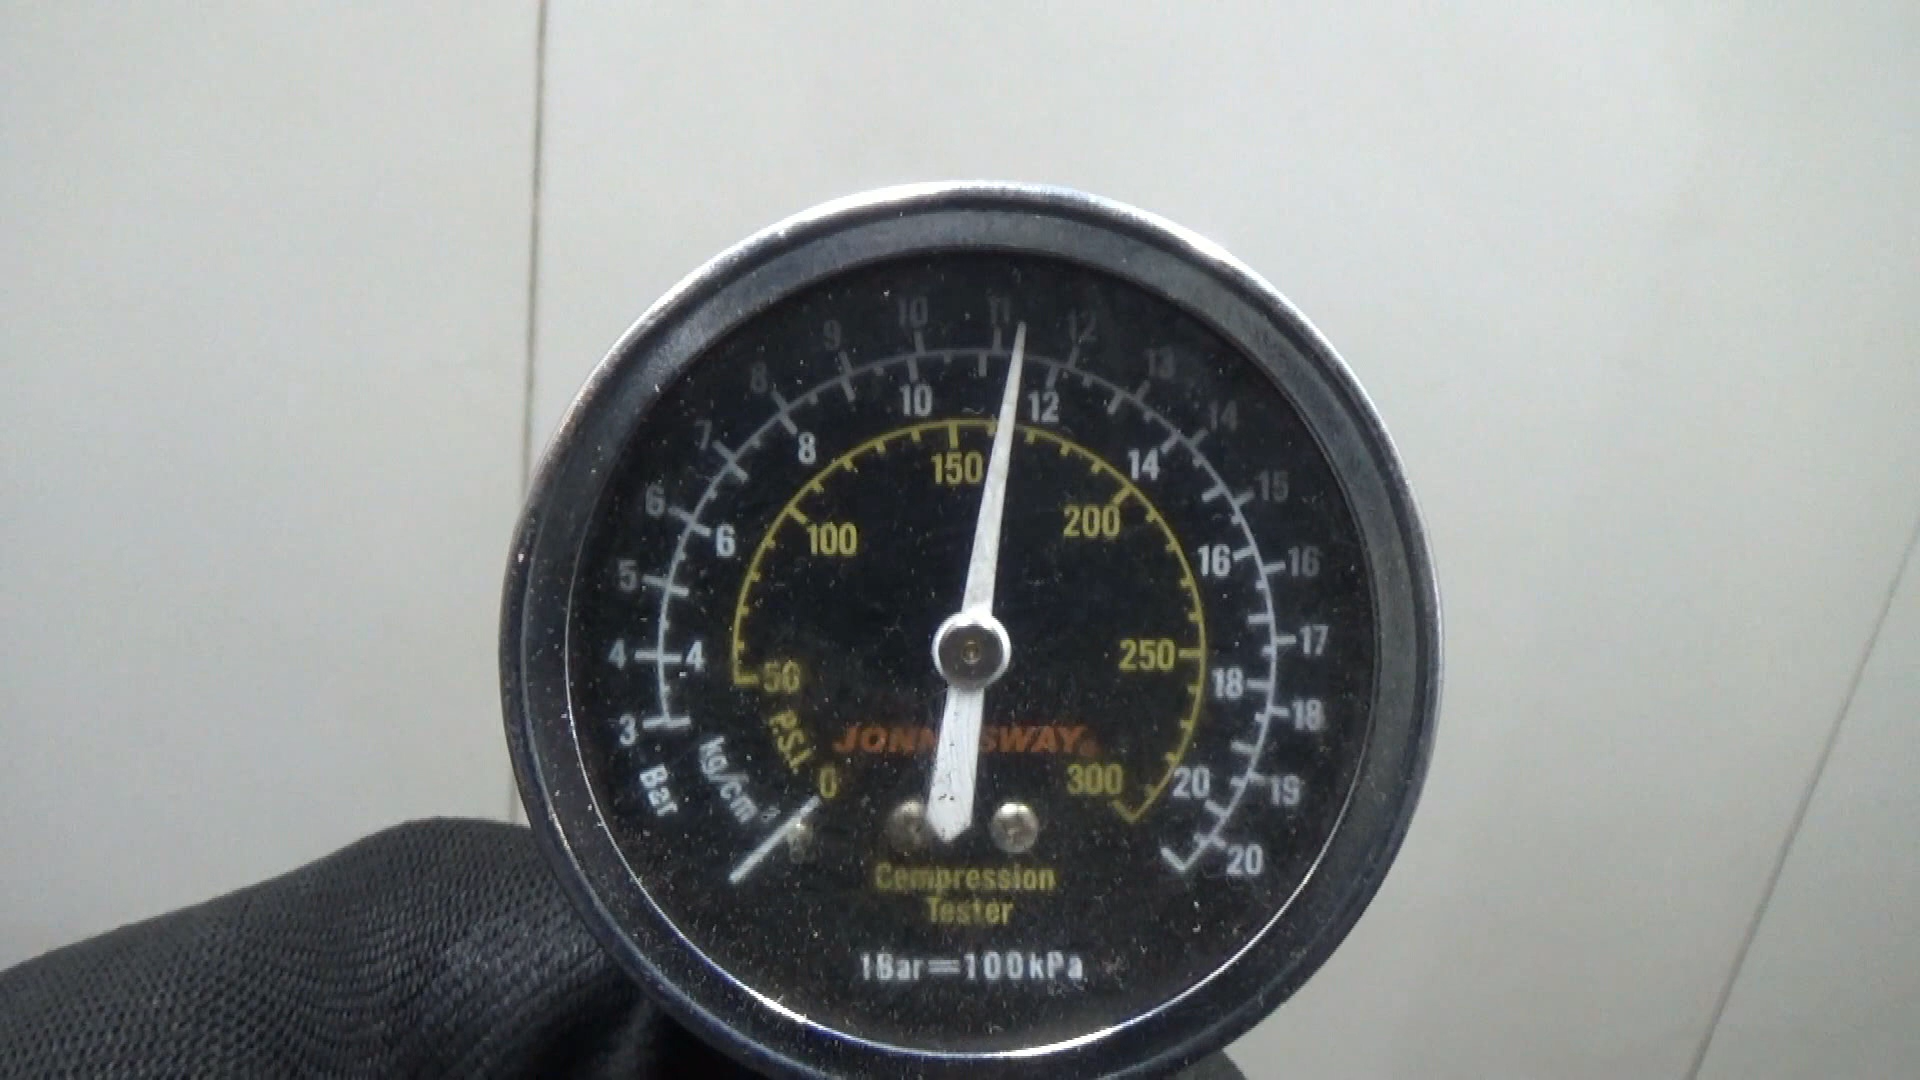 3 4 5 6 7 8 9 10 11 12 13 14 15 16 17 18 19 20
Bar
4 6 8 10 12 14 16 18 20
kg/cm²
0 50 100 150 200 250 300
P.S.I.
JONNESWAY®
Compression
Tester
1Bar=100kPa